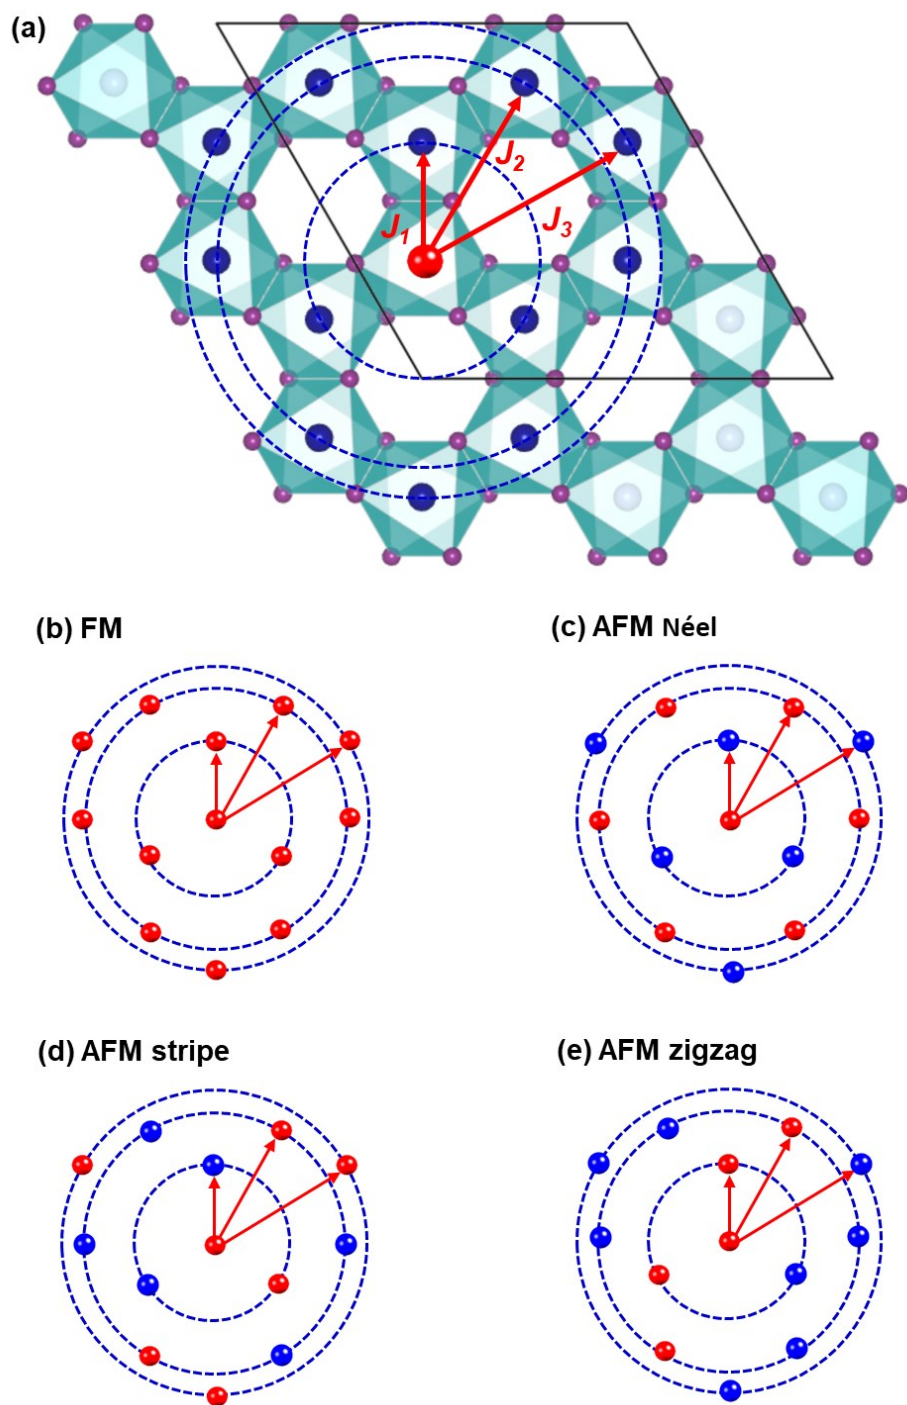 (a)
J2
J1
J3
(b) FM
(c) AFM Néel
(d) AFM stripe
(e) AFM zigzag